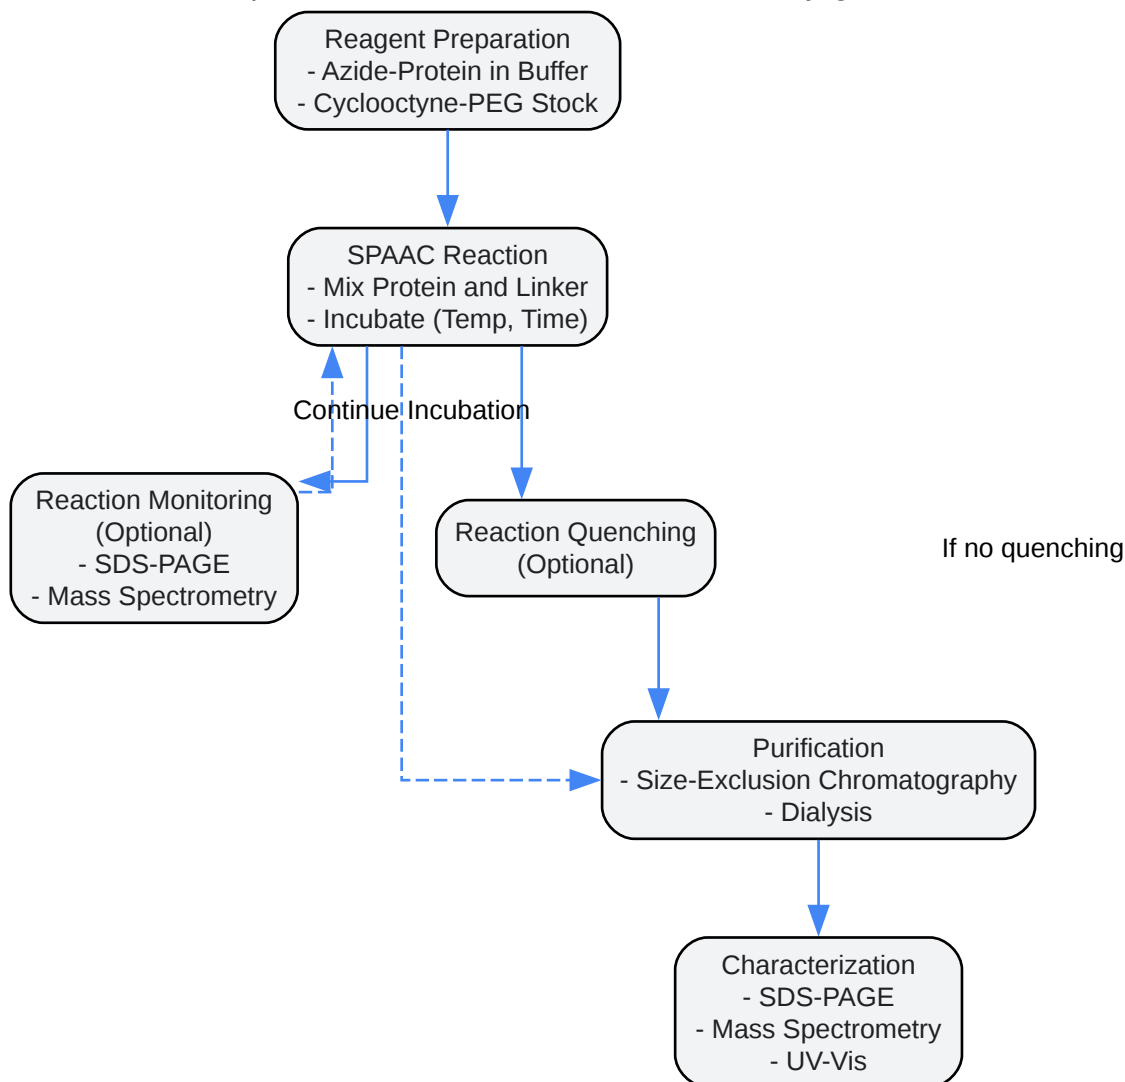 Reagent Preparation
- Azide-Protein in Buffer
- Cyclooctyne-PEG Stock
SPAAC Reaction
- Mix Protein and Linker
- Incubate (Temp, Time)
Continue Incubation
Reaction Monitoring
(Optional)
- SDS-PAGE
- Mass Spectrometry
Reaction Quenching
(Optional)
If no quenching
Purification
- Size-Exclusion Chromatography
- Dialysis
Characterization
- SDS-PAGE
- Mass Spectrometry
- UV-Vis